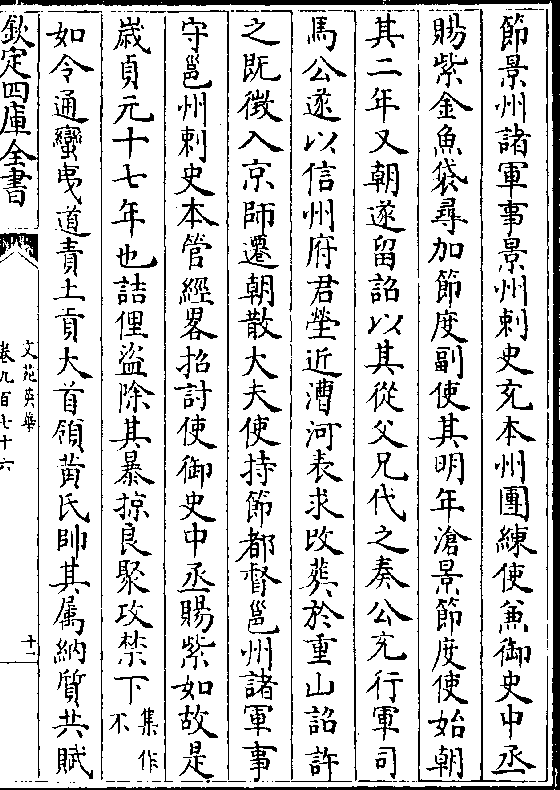 節景州諸軍事景州刺史充本州團練使兼御史中丞
賜紫金魚袋尋加節度副使其明年滄景節度使始朝
其二年又朝遂留詔以其從父兄代之奏公充行軍司
馬公遂以信州府君塋近漕河表求改葬於重山詔許
之既徴入京師遷朝散大夫使持節都督邕州諸軍事
守邕州刺史本管經畧招討使御史中丞賜紫如故是
歲貞元十七年也詰俚盜除其暴掠良聚攻禁下集作不
如令通蠻夷道責土貢大首領黃氏帥其屬納質共賦
欽定四庫全書
文苑英華
卷九百七十六
十一